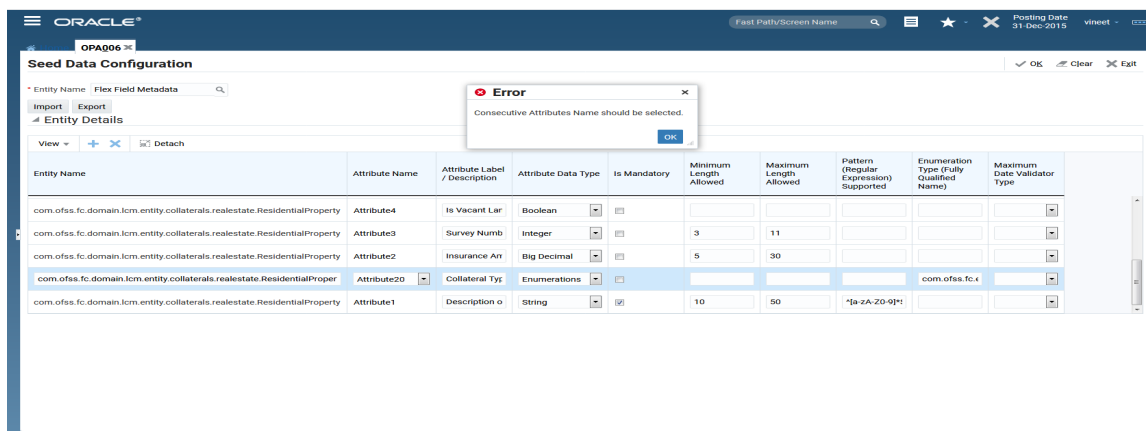 ORACLE®
Fast Path/Screen Name
Posting Date
31-Dec-2015
vineet
OPA006
Seed Data Configuration
OK Clear Exit
* Entity Name Flex Field Metadata
Import Export
Entity Details
Error
Consecutive Attributes Name should be selected.
OK
View Detach
Entity Name Attribute Name Attribute Label / Description Attribute Data Type Is Mandatory Minimum Length Allowed Maximum Length Allowed Pattern (Regular Expression) Supported Enumeration Type (Fully Qualified Name) Maximum Date Validator Type
com.ofss.fc.domain.lcm.entity.collaterals.realestate.ResidentialProperty Attribute4 Is Vacant Lar Boolean
com.ofss.fc.domain.lcm.entity.collaterals.realestate.ResidentialProperty Attribute3 Survey Numb Integer 3 11
com.ofss.fc.domain.lcm.entity.collaterals.realestate.ResidentialProperty Attribute2 Insurance Am Big Decimal 5 30
com.ofss.fc.domain.lcm.entity.collaterals.realestate.ResidentialProper Attribute20 Collateral Typ Enumerations com.ofss.fc.e
com.ofss.fc.domain.lcm.entity.collaterals.realestate.ResidentialProperty Attribute1 Description o String 10 50